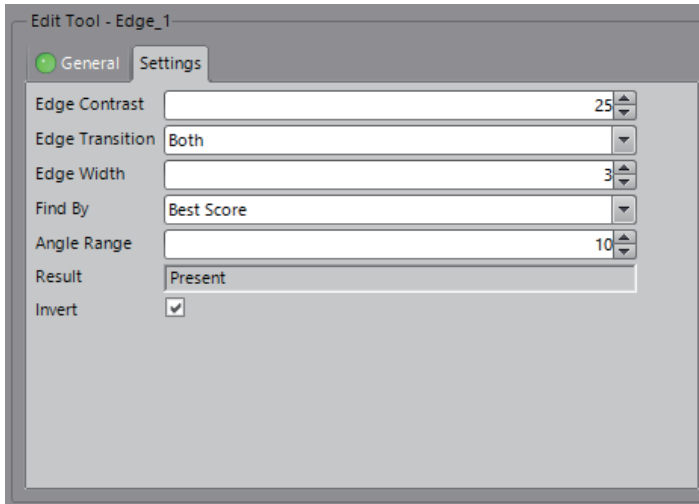 Edit Tool - Edge_1
General Settings
Edge Contrast 25
Edge Transition Both
Edge Width 3
Find By Best Score
Angle Range 10
Result Present
Invert